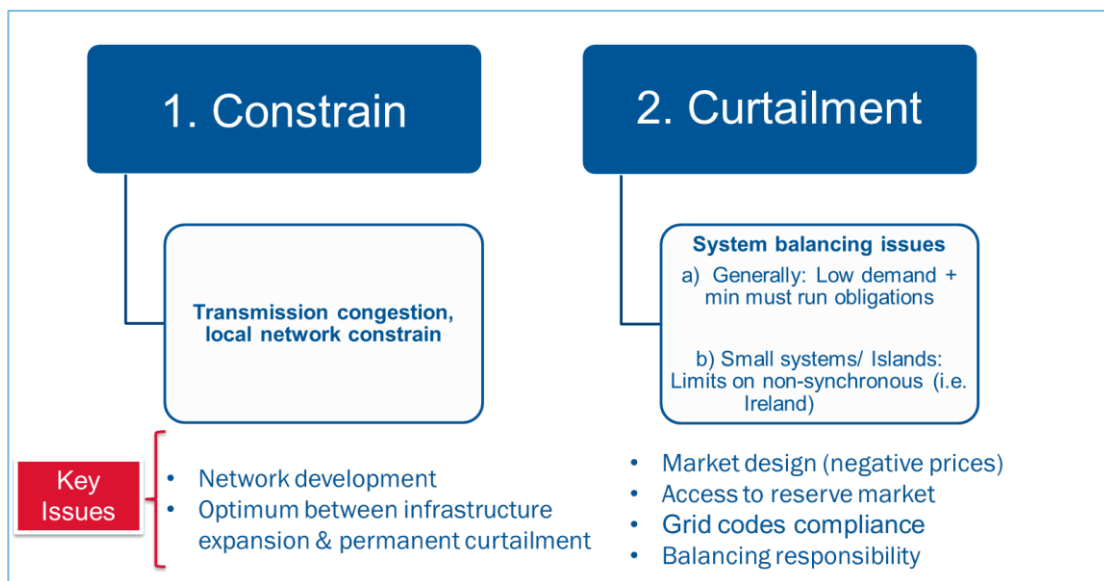 1. Constrain
Transmission congestion,
local network constrain
2. Curtailment
System balancing issues
a) Generally: Low demand +
min must run obligations
b) Small systems/ Islands:
Limits on non-synchronous (i.e.
Ireland)
Key
Issues
• Network development
• Optimum between infrastructure
expansion & permanent curtailment
• Market design (negative prices)
• Access to reserve market
• Grid codes compliance
• Balancing responsibility